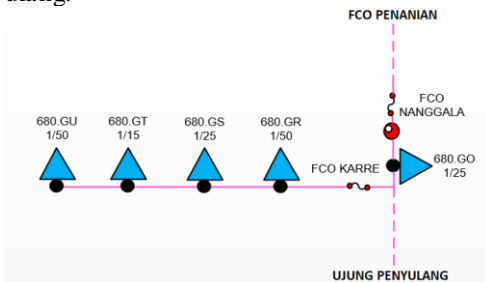 ulang.
FCO PENANIAN
FCO
NANGGALA
680.GU
1/50
680.GT
1/15
680.GS
1/25
680.GR
1/50
FCO KARRE
680.GO
1/25
UJUNG PENYULANG